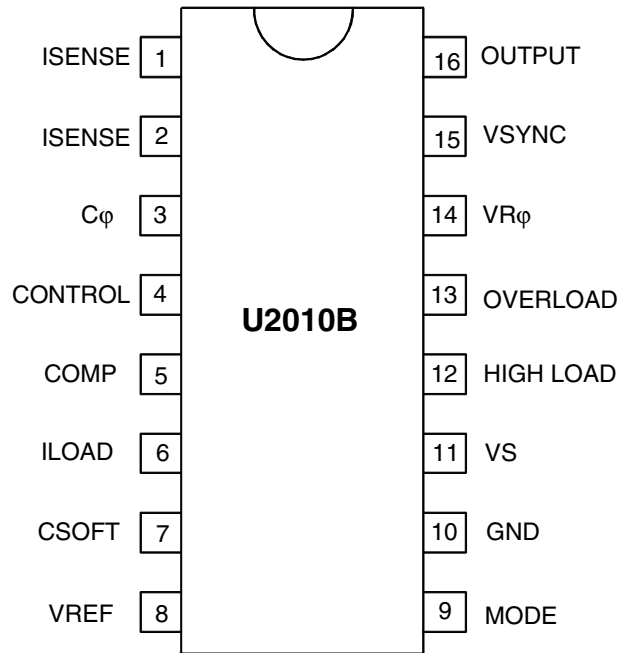 ISENSE 1 16 OUTPUT
ISENSE 2 15 VSYNC
Cφ 3 14 VRφ
CONTROL 4 13 OVERLOAD
U2010B
COMP 5 12 HIGH LOAD
ILOAD 6 11 VS
CSOFT 7 10 GND
VREF 8 9 MODE